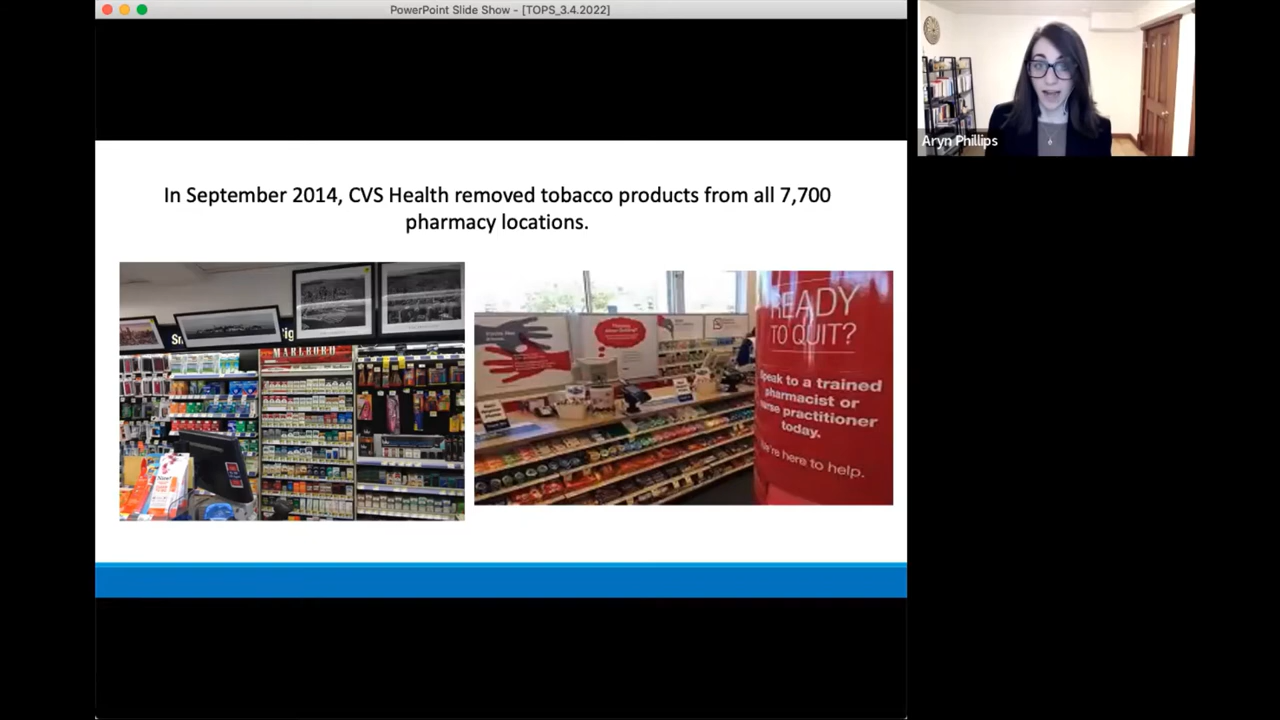 PowerPoint Slide Show - [TOPS_3.4.2022]
Aryn Phillips
In September 2014, CVS Health removed tobacco products from all 7,700
pharmacy locations.
MARLBORO
READY
TO QUIT?
Speak to a trained
pharmacist or
nurse practitioner
today.
We're here to help.